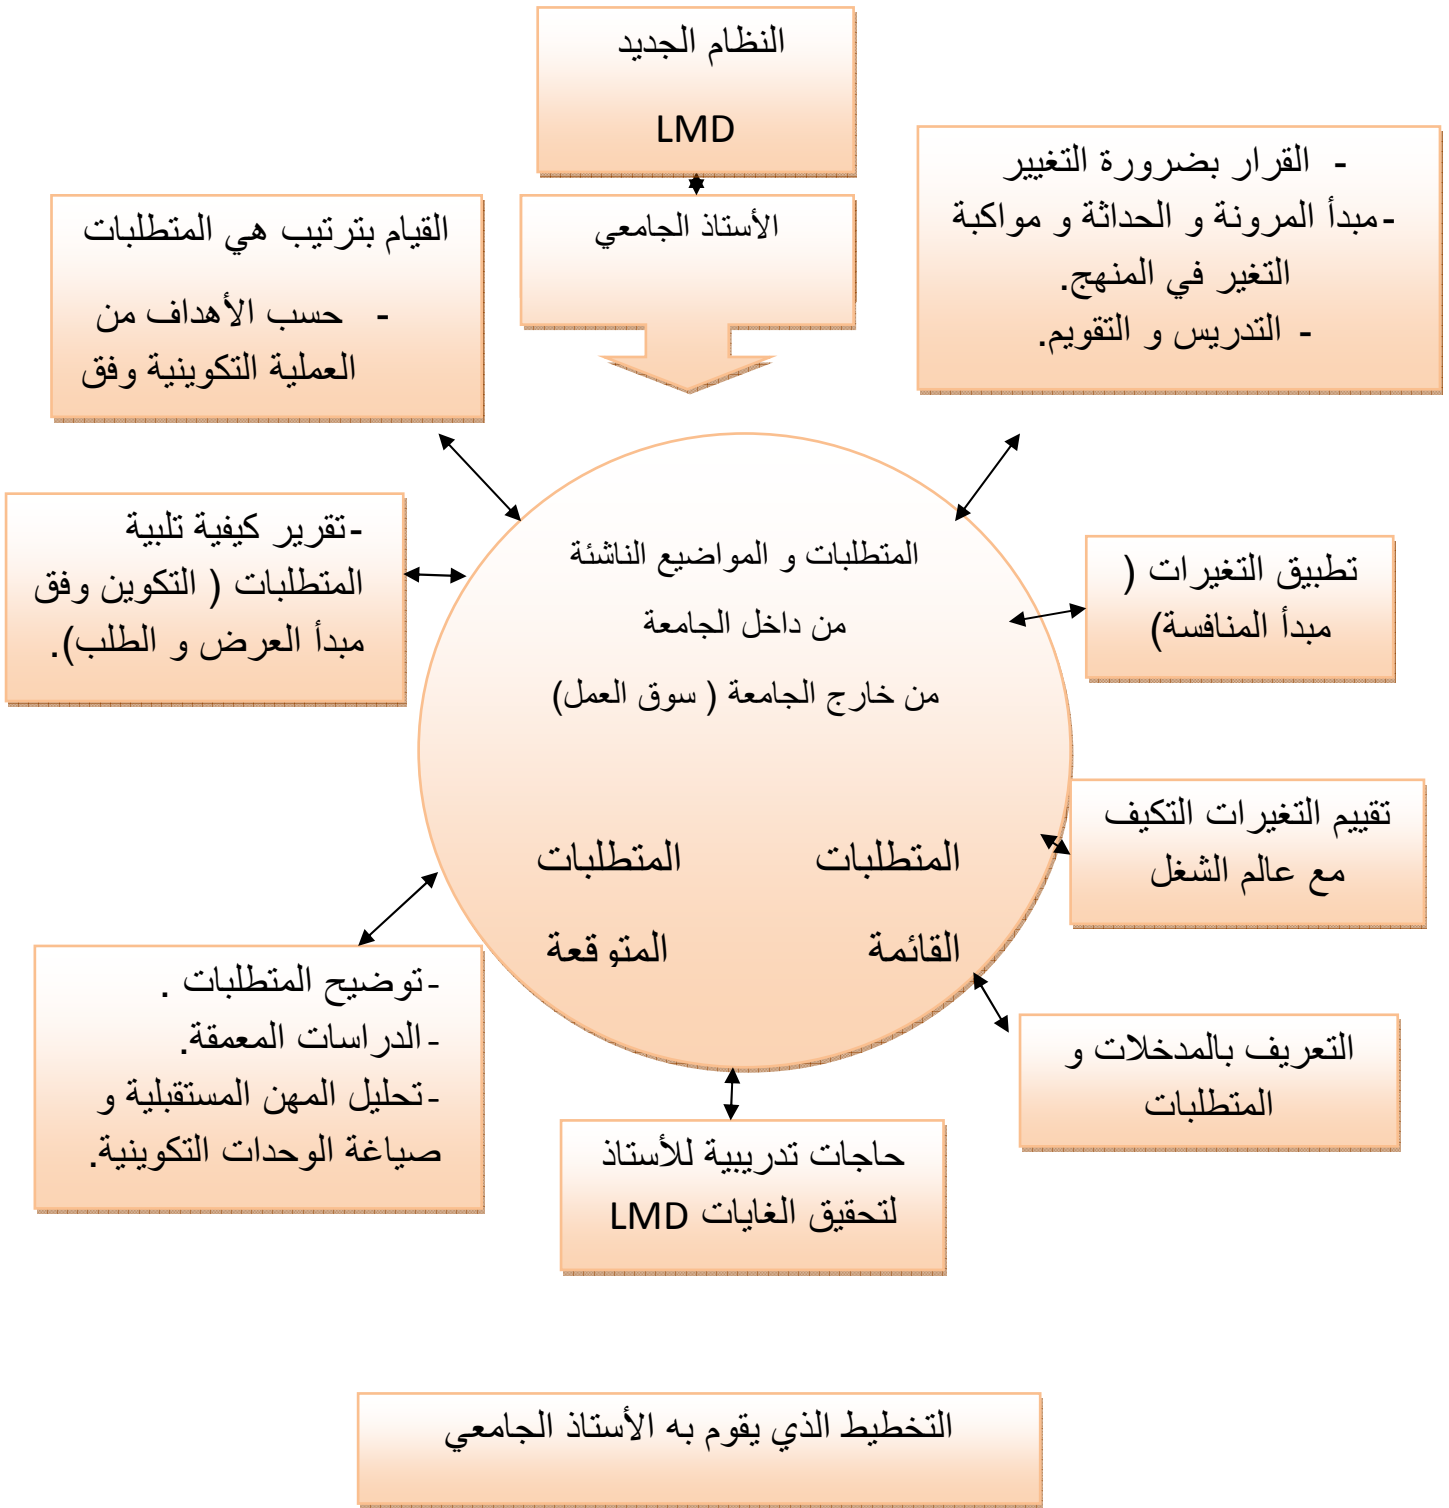 النظام الجديد
LMD
الأستاذ الجامعي
- القرار بضرورة التغيير
-مبدأ المرونة و الحداثة و مواكبة
التغير في المنهج.
- التدريس و التقويم.
القيام بترتيب هي المتطلبات
- حسب الأهداف من
العملية التكوينية وفق
-تقرير كيفية تلبية
المتطلبات ( التكوين وفق
مبدأ العرض و الطلب).
المتطلبات و المواضيع الناشئة
من داخل الجامعة
من خارج الجامعة ( سوق العمل)
المتطلبات المتطلبات
القائمة المتوقعة
تطبيق التغيرات (
مبدأ المنافسة)
تقييم التغيرات التكيف
مع عالم الشغل
التعريف بالمدخلات و
المتطلبات
-توضيح المتطلبات .
-الدراسات المعمقة.
-تحليل المهن المستقبلية و
صياغة الوحدات التكوينية.
حاجات تدريبية للأستاذ
لتحقيق الغايات LMD
التخطيط الذي يقوم به الأستاذ الجامعي